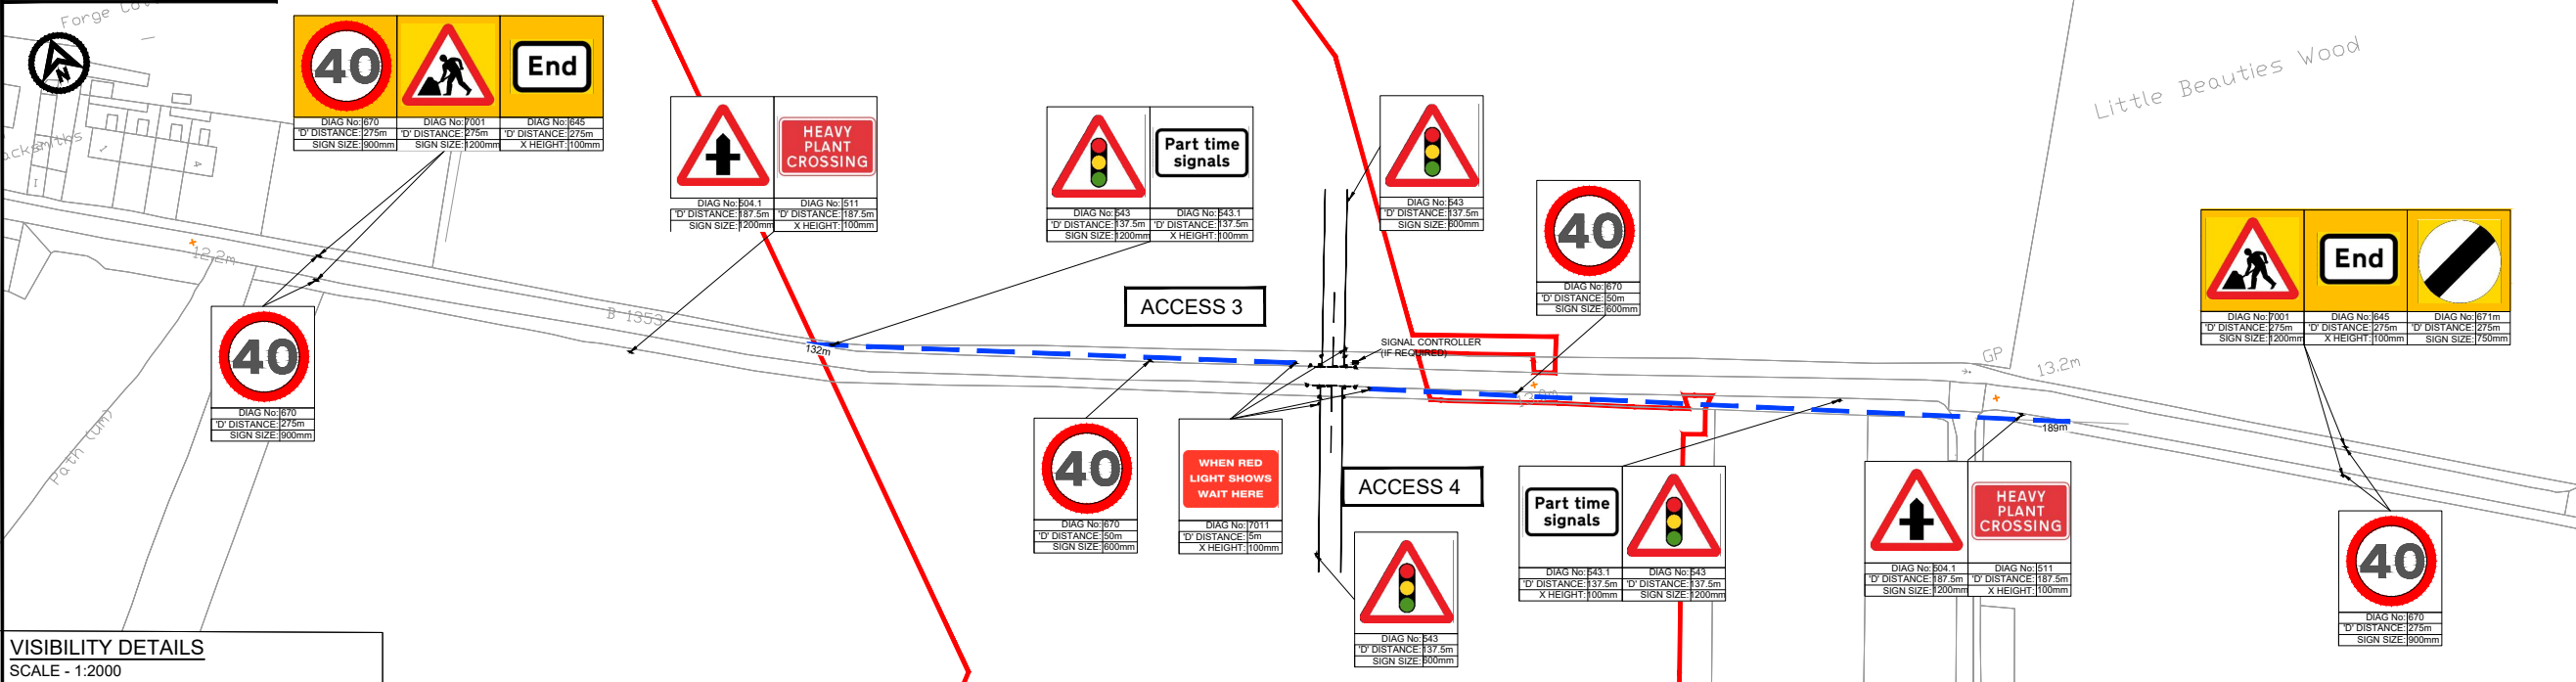 Forge Cot
acksmiths
40
End
DIAG No: 670
'D' DISTANCE: 275m
SIGN SIZE: 900mm
DIAG No: 7001
'D' DISTANCE: 275m
SIGN SIZE: 1200mm
DIAG No: 645
'D' DISTANCE: 275m
X HEIGHT: 100mm
N
12.2m
40
DIAG No: 670
'D' DISTANCE: 275m
SIGN SIZE: 900mm
Path (um)
HEAVY
PLANT
CROSSING
DIAG No: 504.1
'D' DISTANCE: 187.5m
SIGN SIZE: 1200mm
DIAG No: 511
'D' DISTANCE: 187.5m
X HEIGHT: 100mm
B 1353
132m
Part time
signals
DIAG No: 543
'D' DISTANCE: 137.5m
SIGN SIZE: 1200mm
DIAG No: 543.1
'D' DISTANCE: 137.5m
X HEIGHT: 100mm
ACCESS 3
DIAG No: 543
'D' DISTANCE: 137.5m
SIGN SIZE: 600mm
40
DIAG No: 670
'D' DISTANCE: 50m
SIGN SIZE: 600mm
SIGNAL CONTROLLER
(IF REQUIRED)
40
DIAG No: 670
'D' DISTANCE: 50m
SIGN SIZE: 600mm
WHEN RED
LIGHT SHOWS
WAIT HERE
DIAG No: 7011
'D' DISTANCE: 5m
X HEIGHT: 100mm
ACCESS 4
DIAG No: 543
'D' DISTANCE: 137.5m
SIGN SIZE: 600mm
Part time
signals
DIAG No: 543.1
'D' DISTANCE: 137.5m
X HEIGHT: 100mm
DIAG No: 543
'D' DISTANCE: 137.5m
SIGN SIZE: 1200mm
HEAVY
PLANT
CROSSING
DIAG No: 504.1
'D' DISTANCE: 187.5m
SIGN SIZE: 1200mm
DIAG No: 511
'D' DISTANCE: 187.5m
X HEIGHT: 100mm
189m
GP
13.2m
Little Beauties Wood
End
DIAG No: 7001
'D' DISTANCE: 275m
SIGN SIZE: 1200mm
DIAG No: 645
'D' DISTANCE: 275m
X HEIGHT: 100mm
DIAG No: 671m
'D' DISTANCE: 275m
SIGN SIZE: 750mm
40
DIAG No: 670
'D' DISTANCE: 275m
SIGN SIZE: 900mm
VISIBILITY DETAILS
SCALE - 1:2000